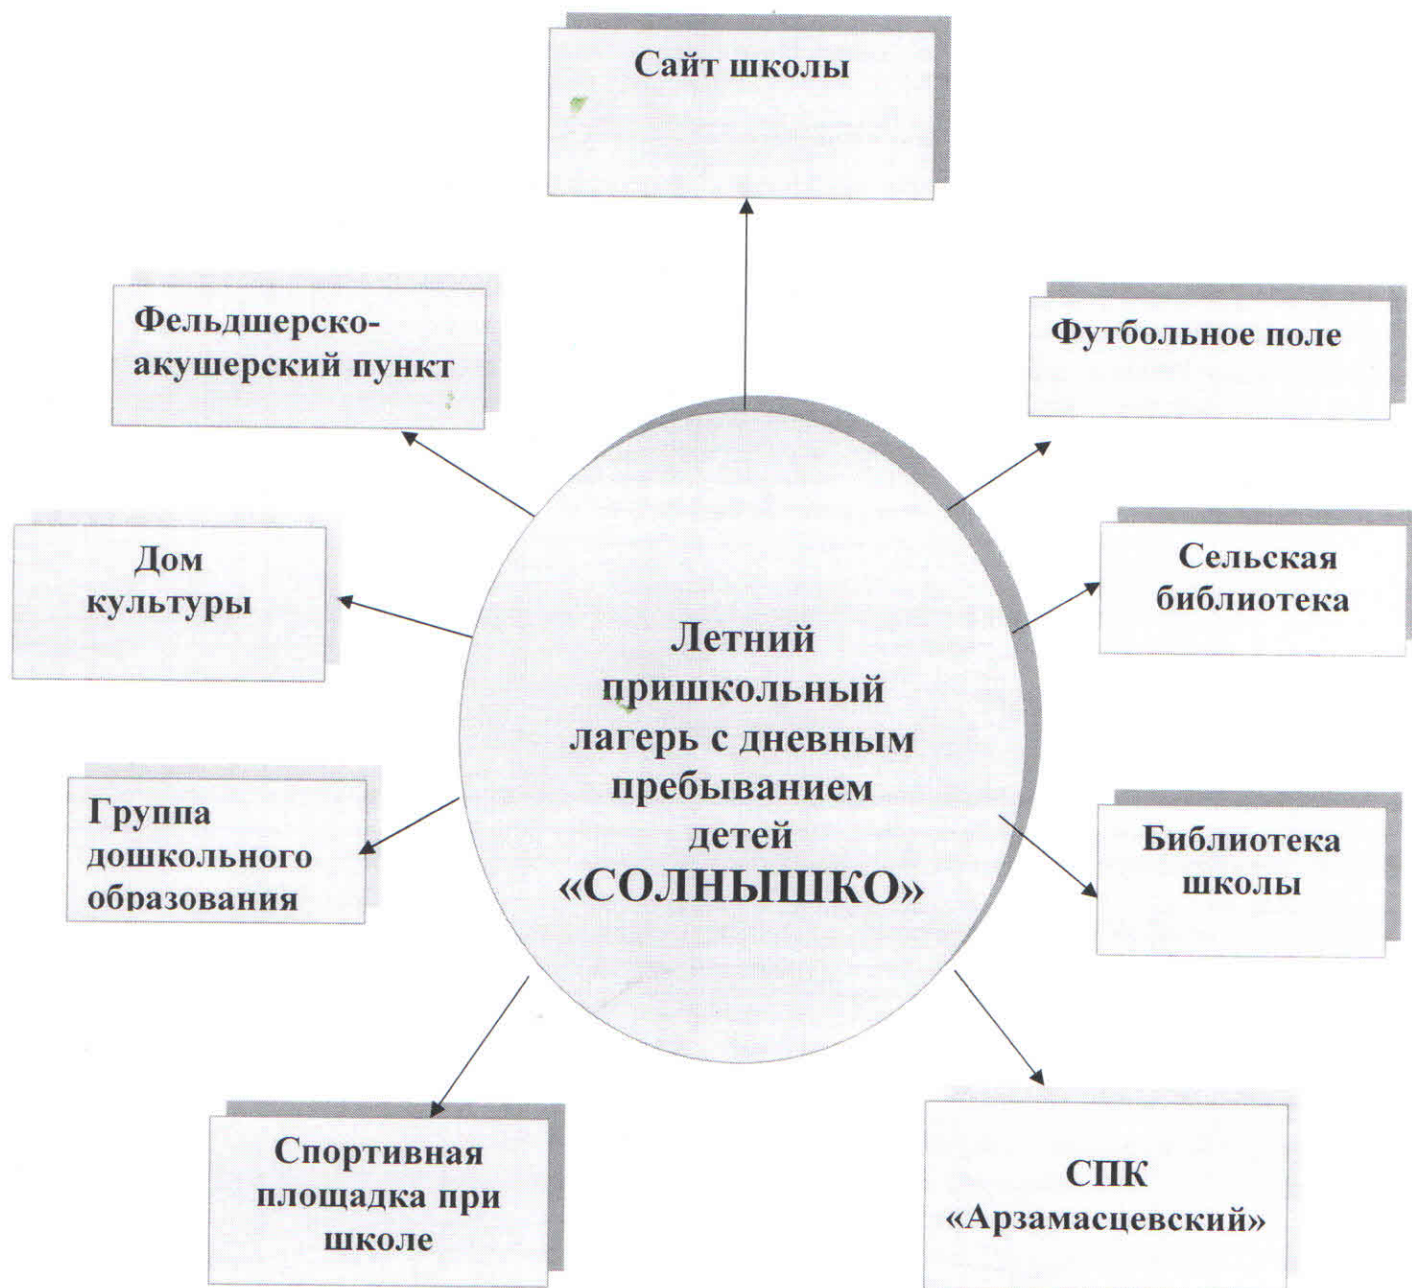 Сайт школы
Фельдшерско-
акушерский пункт
Футбольное поле
Дом
культуры
Сельская
библиотека
Летний
пришкольный
лагерь с дневным
пребыванием
детей
«СОЛНЫШКО»
Группа
дошкольного
образования
Библиотека
школы
Спортивная
площадка при
школе
СПК
«Арзамасцевский»